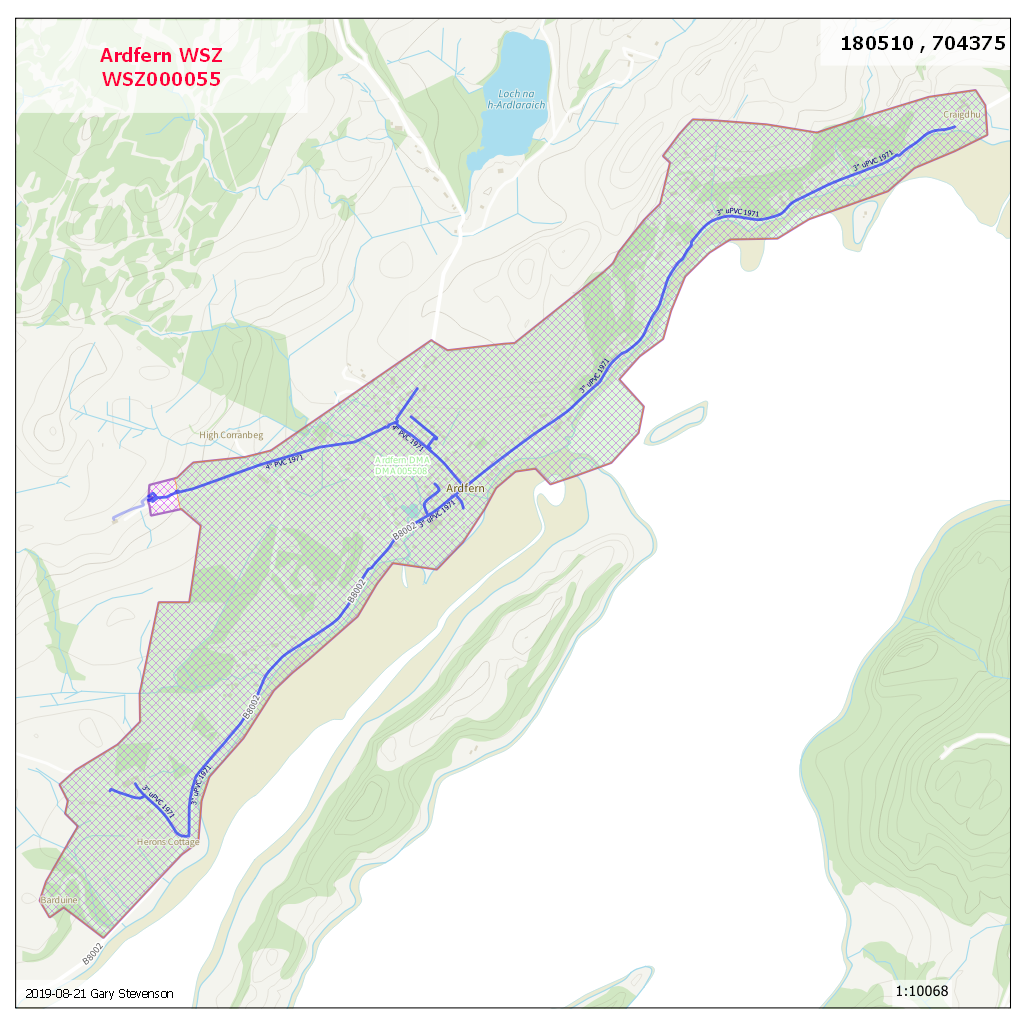 Ardfern WSZ
WSZ000055
180510 , 704375
Loch na
h-Ardlaraich
Craigdhu
3" uPVC 1971
3" uPVC 1971
3" uPVC 1971
High Corranbeg
4" PVC 1971
4" PVC 1971
Ardfern DMA
DMA005508
Ardfern
3" uPVC 1971
B8002
B8002
B8002
3" uPVC 1971
3" uPVC 1971
Herons Cottage
Barduine
B8002
2019-08-21 Gary Stevenson
1:10068